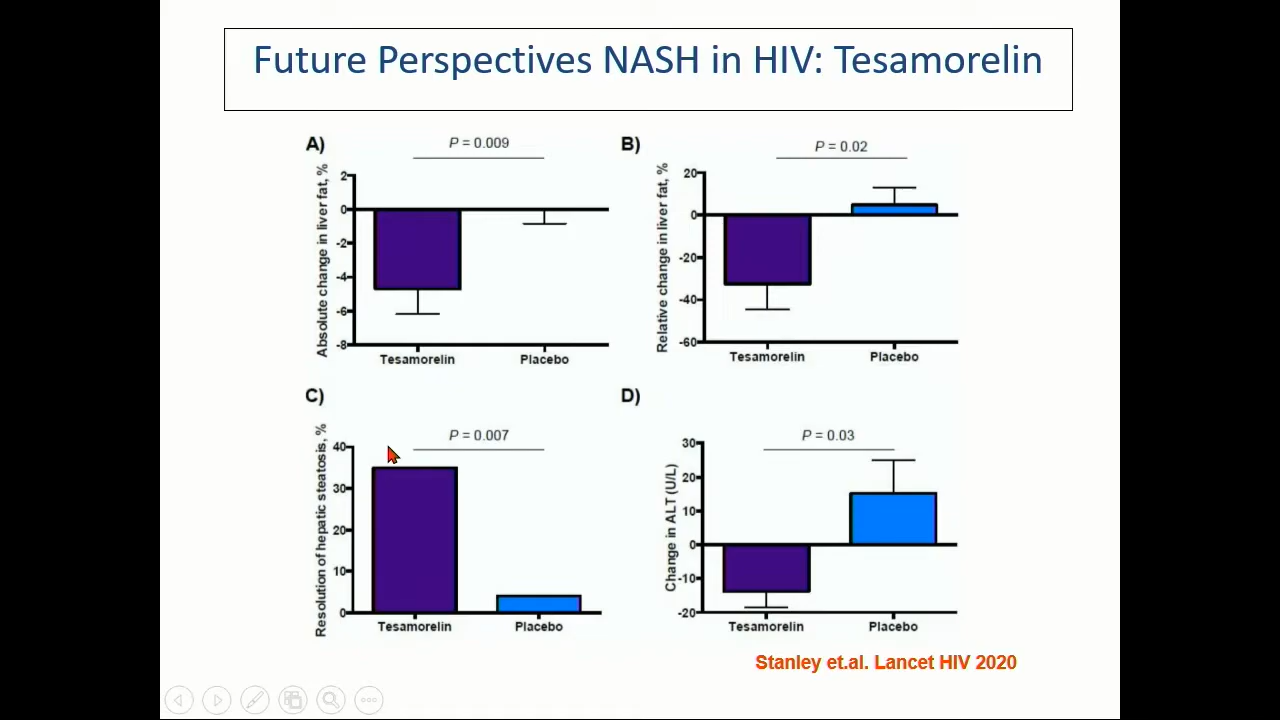 Future Perspectives NASH in HIV: Tesamorelin
A)
P = 0.009
Absolute change in liver fat, %
2
0
-2
-4
-6
-8
Tesamorelin
Placebo
B)
P = 0.02
Relative change in liver fat, %
20
0
-20
-40
-60
Tesamorelin
Placebo
C)
P = 0.007
Resolution of hepatic steatosis, %
40
30
20
10
0
Tesamorelin
Placebo
D)
P = 0.03
Change in ALT (U/L)
30
20
10
0
-10
-20
Tesamorelin
Placebo
Stanley et.al. Lancet HIV 2020